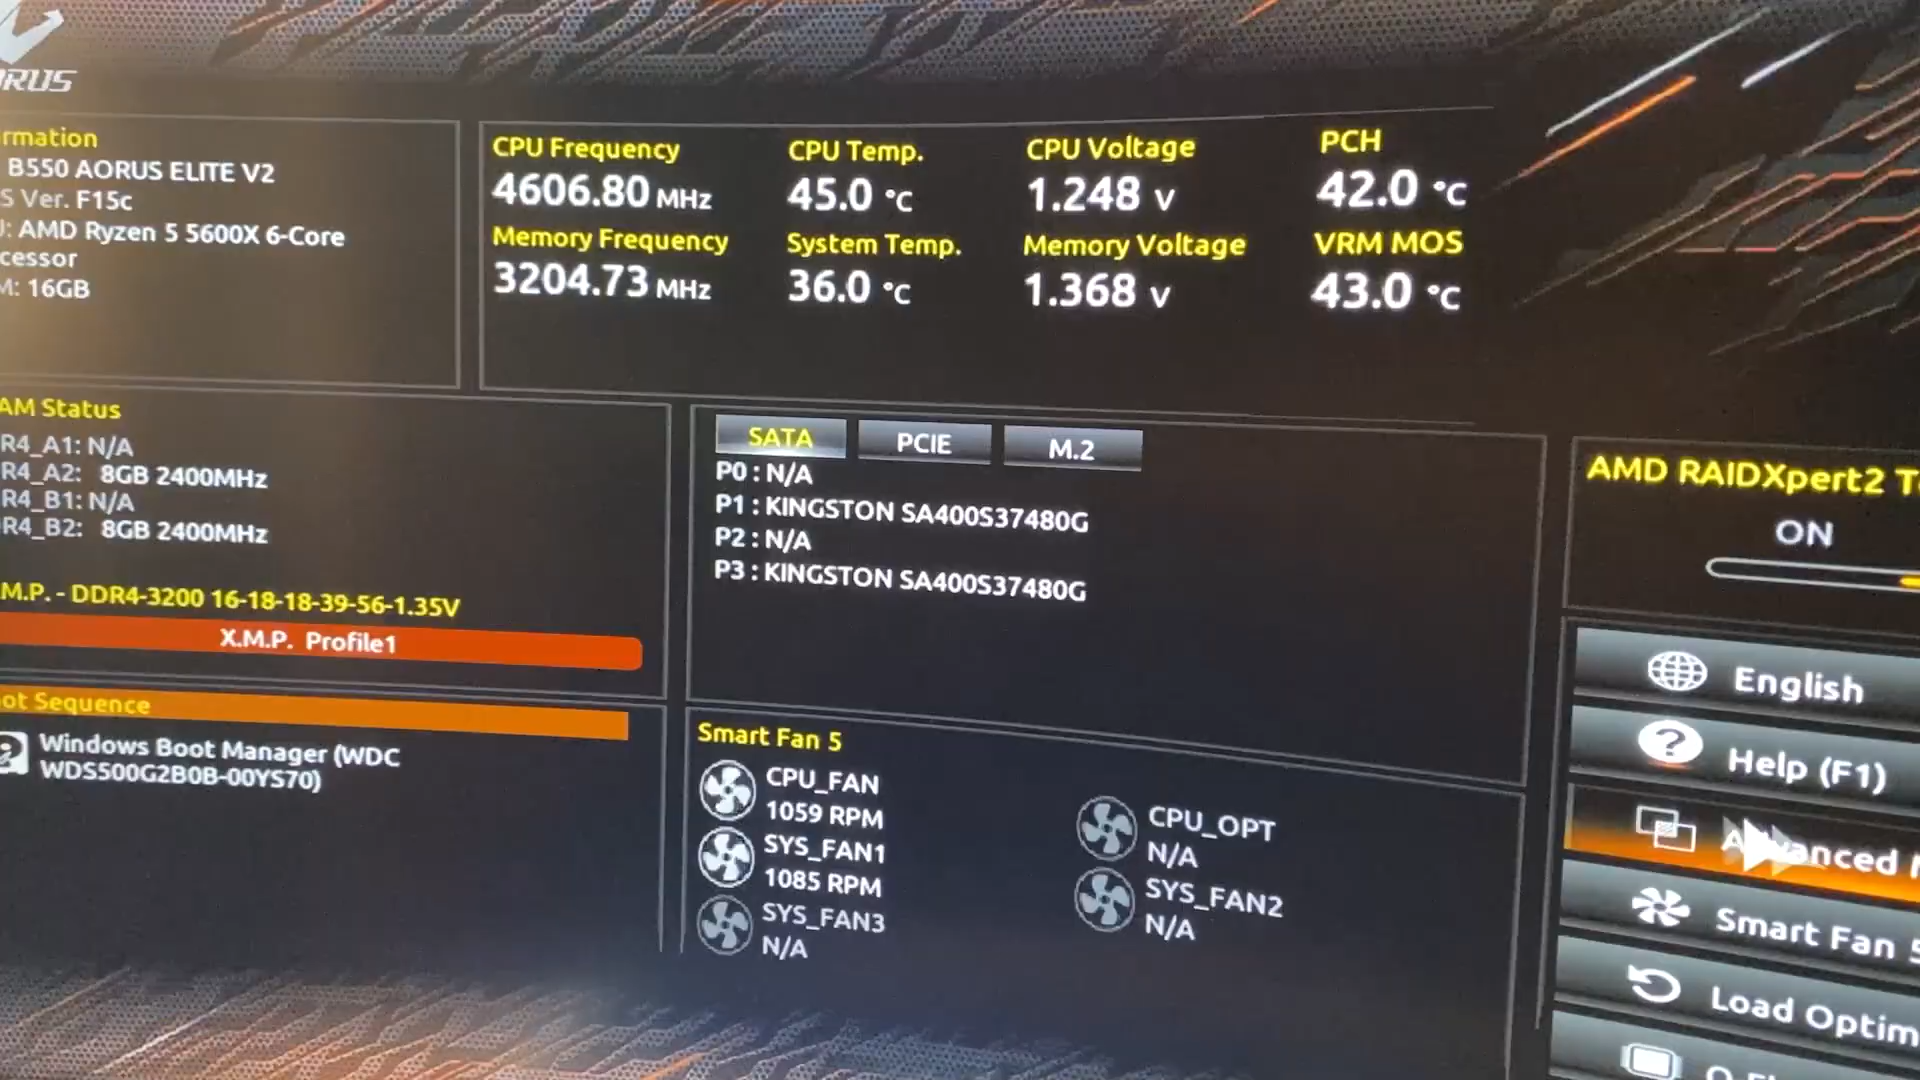 ORUS
rmation
B550 AORUS ELITE V2
S Ver. F15c
U: AMD Ryzen 5 5600X 6-Core
cessor
M: 16GB
CPU Frequency
4606.80 MHz
CPU Temp.
45.0 °C
CPU Voltage
1.248 V
PCH
42.0 °C
Memory Frequency
3204.73 MHz
System Temp.
36.0 °C
Memory Voltage
1.368 V
VRM MOS
43.0 °C
AM Status
R4_A1: N/A
R4_A2: 8GB 2400MHz
R4_B1: N/A
R4_B2: 8GB 2400MHz
M.P. - DDR4-3200 16-18-18-39-56-1.35V
X.M.P. Profile1
ot Sequence
Windows Boot Manager (WDC
WDS500G2B0B-00YS70)
SATA
PCIE
M.2
P0 : N/A
P1 : KINGSTON SA400S37480G
P2 : N/A
P3 : KINGSTON SA400S37480G
Smart Fan 5
CPU_FAN
1059 RPM
SYS_FAN1
1085 RPM
SYS_FAN3
N/A
CPU_OPT
N/A
SYS_FAN2
N/A
AMD RAIDXpert2 T
ON
English
Help (F1)
Advanced
Smart Fan 5
Load Optim